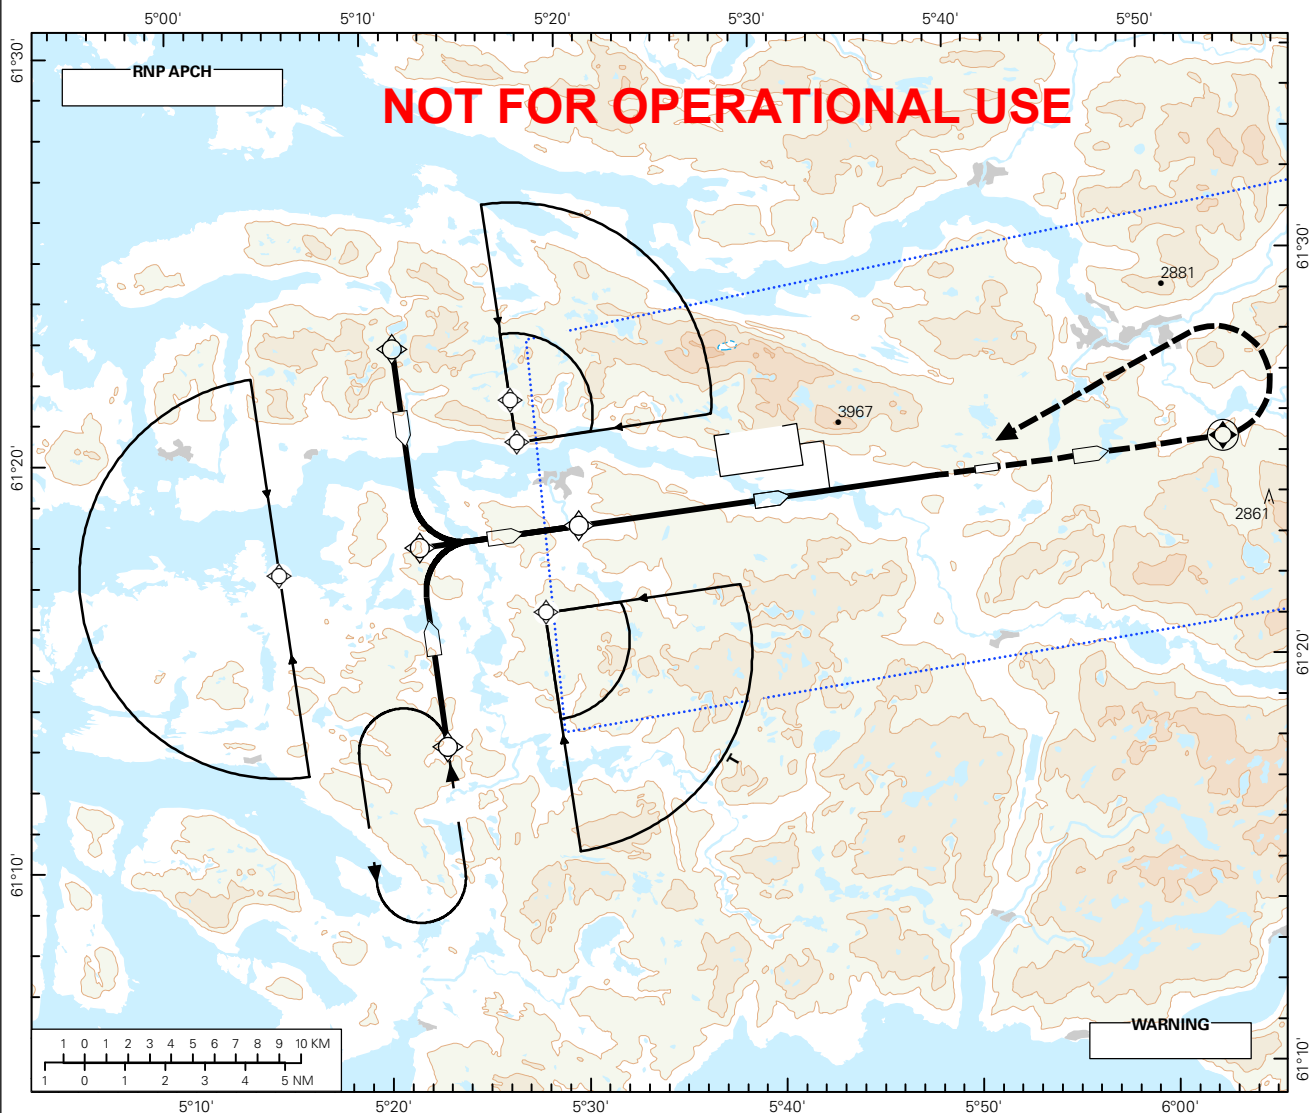 5°00' 5°10' 5°20' 5°30' 5°40' 5°50'
61°30'
RNP APCH
NOT FOR OPERATIONAL USE
61°30'
2881
3967
61°20'
2861
61°20'
T
61°10'
WARNING
1 0 1 2 3 4 5 6 7 8 9 10 KM
1 0 1 2 3 4 5 NM
61°10'
5°10' 5°20' 5°30' 5°40' 5°50' 6°00'